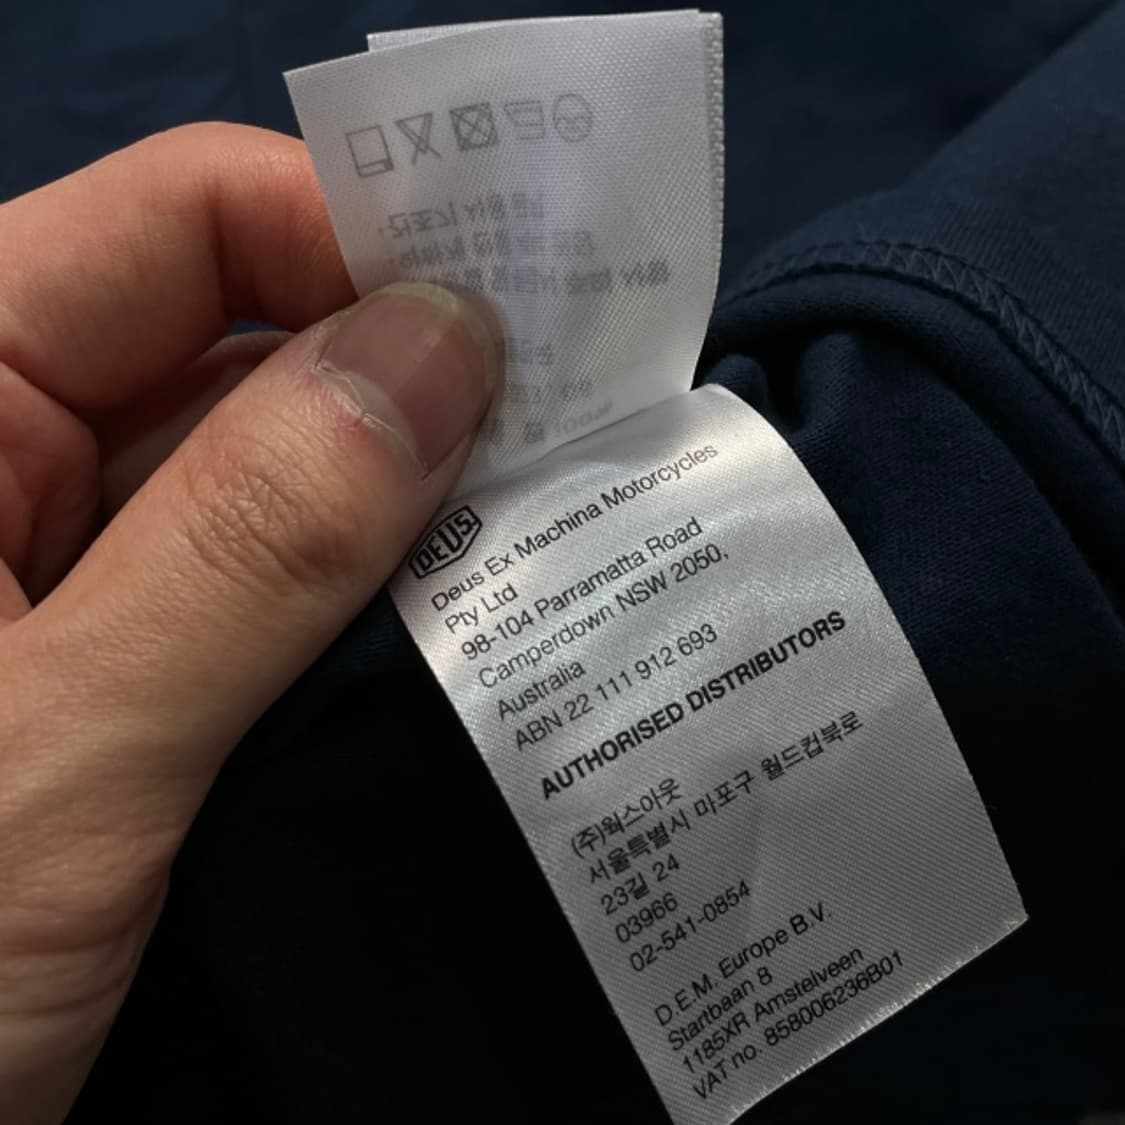 DEUS
Deus Ex Machina Motorcycles
Pty Ltd
98-104 Parramatta Road
Camperdown NSW 2050,
Australia
ABN 22 111 912 693
AUTHORISED DISTRIBUTORS
(주)웍스아웃
서울특별시 마포구 월드컵북로
23길 24
03966
02-541-0854
D.E.M. Europe B.V.
Startbaan 8
1185XR Amstelveen
VAT no. 858006236B01